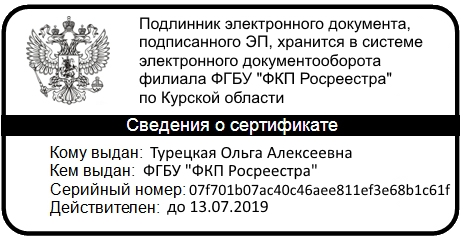 Подлинник электронного документа,
подписанного ЭП, хранится в системе
электронного документооборота
филиала ФГБУ "ФКП Росреестра"
по Курской области
Сведения о сертификате
Кому выдан: Турецкая Ольга Алексеевна
Кем выдан: ФГБУ "ФКП Росреестра"
Серийный номер: 07f701b07ac40c46aee811ef3e68b1c61f
Действителен: до 13.07.2019